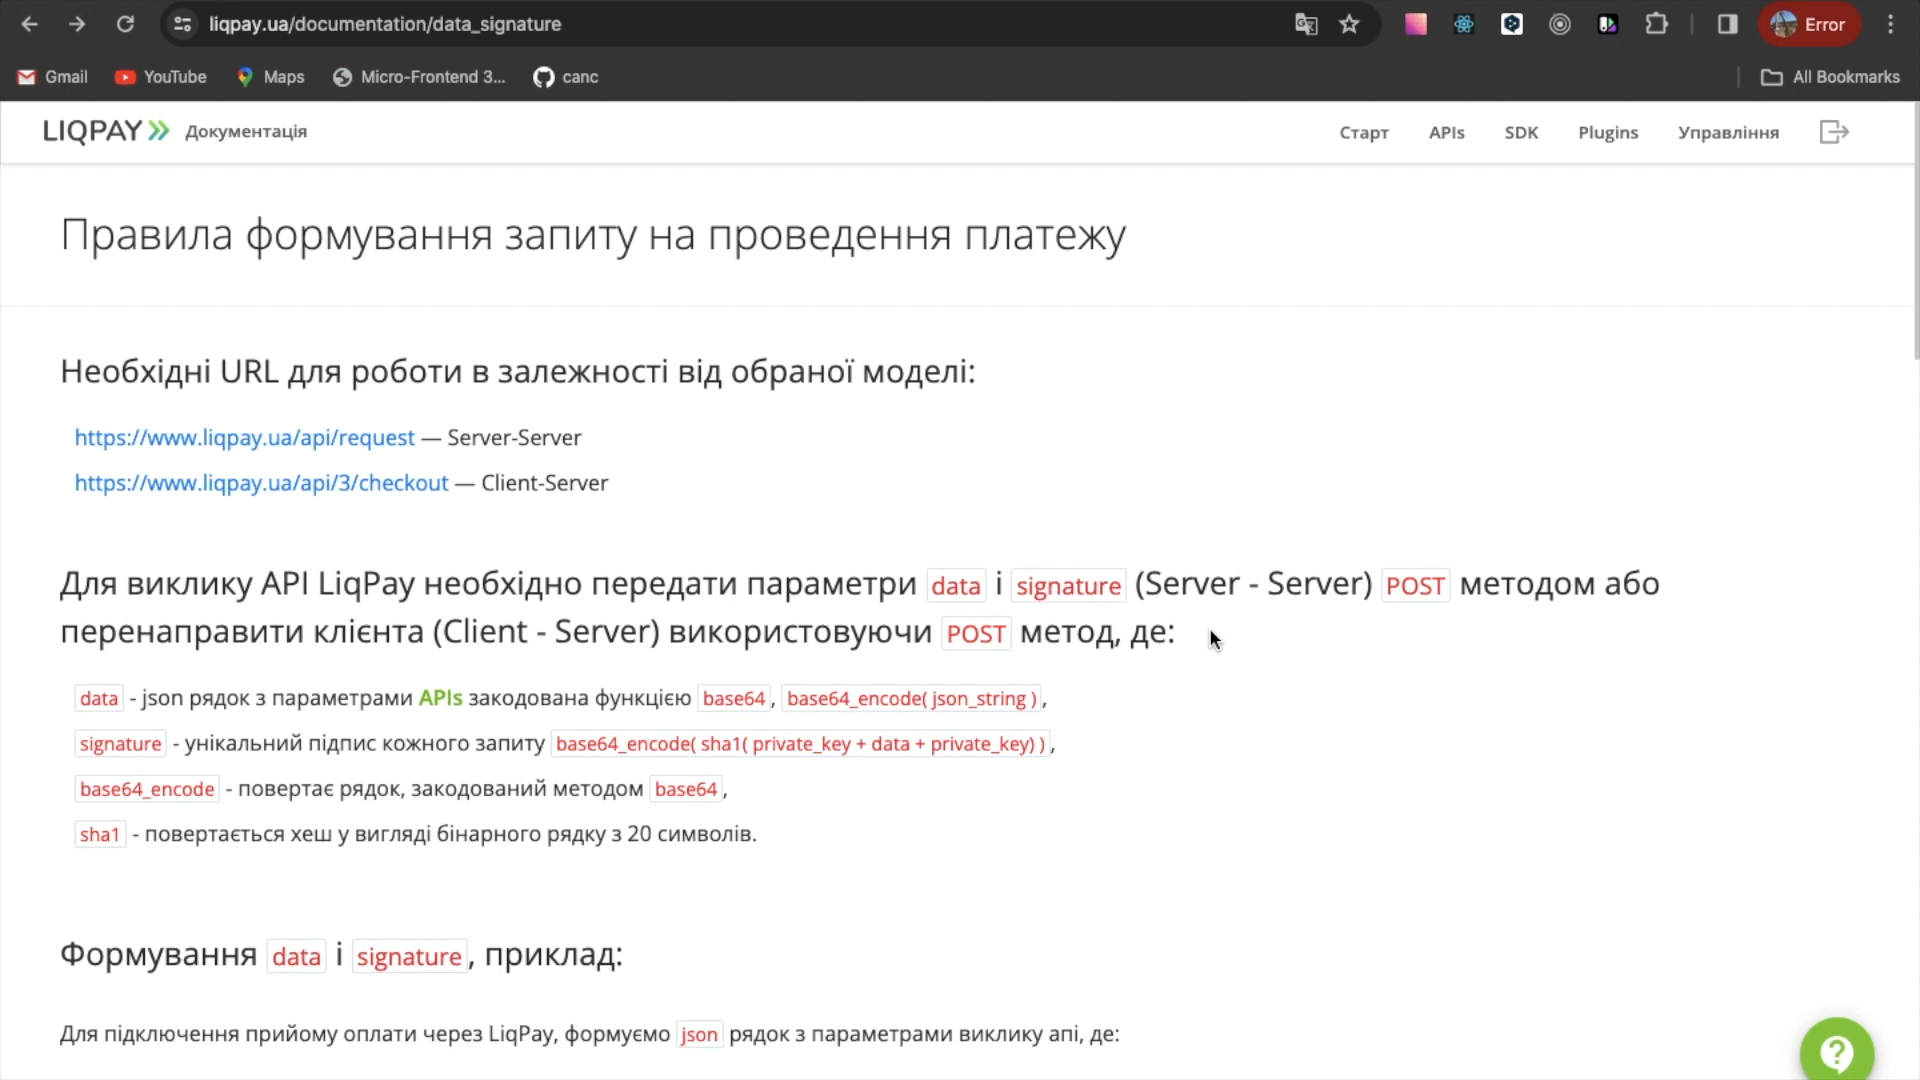 liqpay.ua/documentation/data_signature
Error
Gmail
YouTube
Maps
Micro-Frontend 3...
canc
All Bookmarks
LIQPAY
Документація
Старт
APIs
SDK
Plugins
Управління
Правила формування запиту на проведення платежу
Необхідні URL для роботи в залежності від обраної моделі:
https://www.liqpay.ua/api/request — Server-Server
https://www.liqpay.ua/api/3/checkout — Client-Server
Для виклику API LiqPay необхідно передати параметри data і signature (Server - Server) POST методом або
перенаправити клієнта (Client - Server) використовуючи POST метод, де:
data - json рядок з параметрами APIs закодована функцією base64, base64_encode( json_string ),
signature - унікальний підпис кожного запиту base64_encode( sha1( private_key + data + private_key) ),
base64_encode - повертає рядок, закодований методом base64,
sha1 - повертається хеш у вигляді бінарного рядку з 20 символів.
Формування data і signature, приклад:
Для підключення прийому оплати через LiqPay, формуємо json рядок з параметрами виклику апі, де: